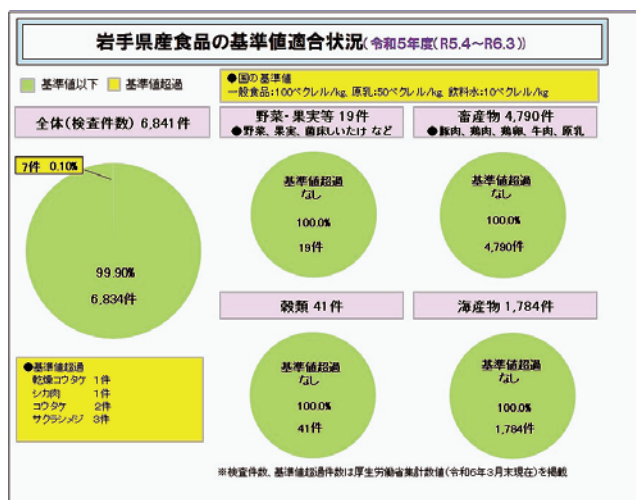 岩手県産食品の基準値適合状況(令和5年度(R5.4～R6.3))
基準値以下 基準値超過
●国の基準値
一般食品:100ベクレル/kg, 原乳:50ベクレル/kg, 飲料水:10ベクレル/kg
全体(検査件数) 6,841件
7件 0.10%
99.90%
6,834件
●基準値超過
乾燥コウタケ 1件
シカ肉 1件
コウタケ 2件
サクラシメジ 3件
野菜・果実等 19件
●野菜、果実、菌床しいたけ など
基準値超過
なし
100.0%
19件
畜産物 4,790件
●豚肉、鶏肉、鶏卵、牛肉、原乳
基準値超過
なし
100.0%
4,790件
穀類 41件
基準値超過
なし
100.0%
41件
海産物 1,784件
基準値超過
なし
100.0%
1,784件
※検査件数、基準値超過件数は厚生労働省集計数値(令和6年3月末現在)を掲載